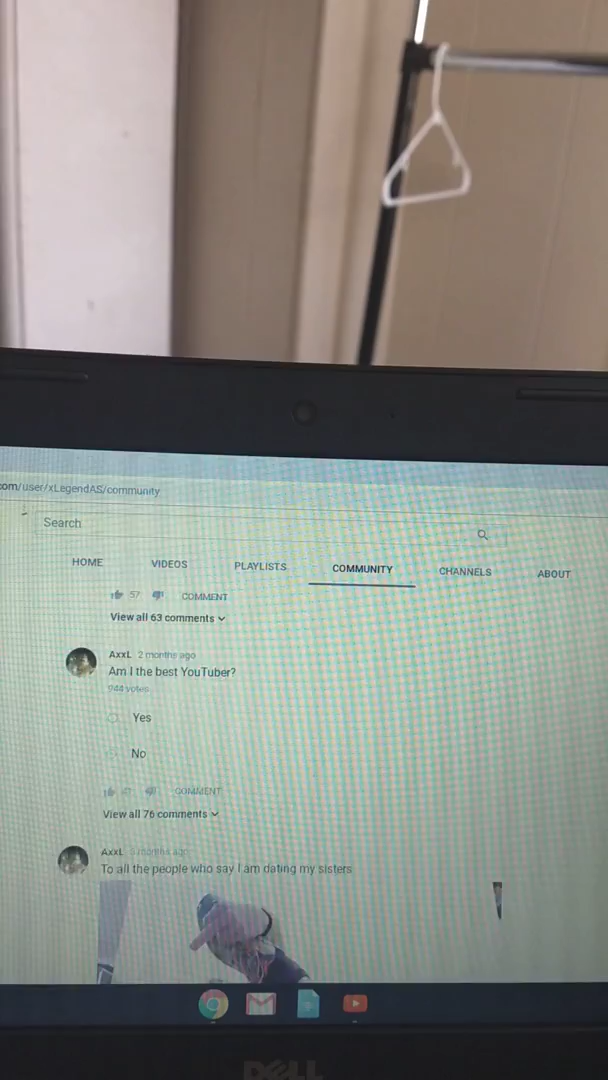 com/user/xLegendAS/community
Search
HOME VIDEOS PLAYLISTS COMMUNITY CHANNELS ABOUT
57 COMMENT
View all 63 comments
AxxL 2 months ago
Am I the best YouTuber?
944 votes
Yes
No
COMMENT
View all 76 comments
AxxL months ago
To all the people who say I am dating my sisters
DELL